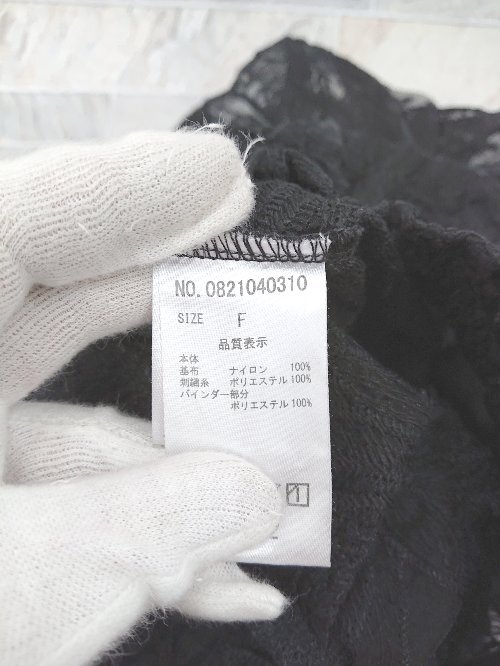 NO. 0821040310
SIZE F
品質表示
本体
基布 ナイロン 100%
刺繍糸 ポリエステル 100%
バインダー部分
ポリエステル 100%